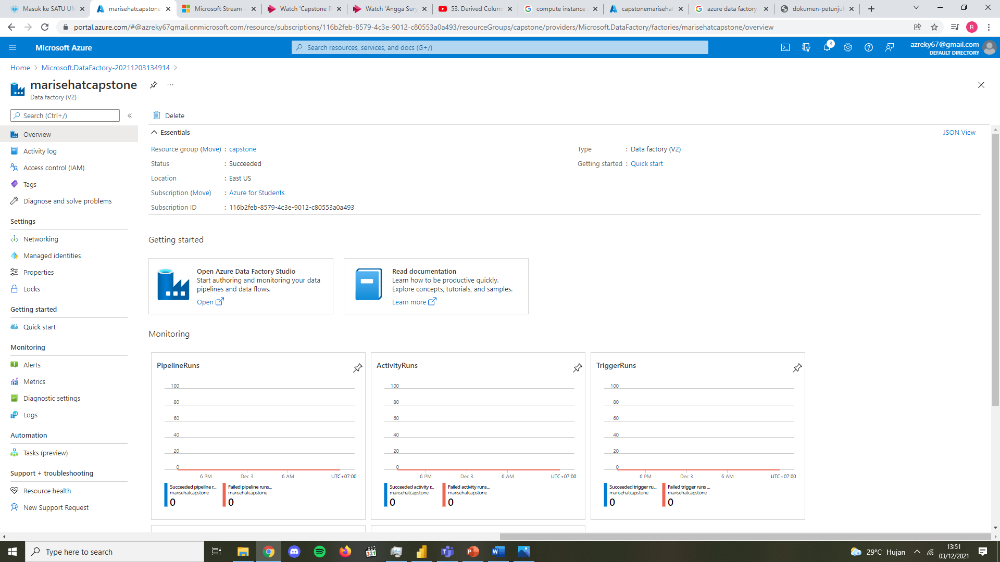 Masuk ke SATU UN
marisehatcapstone
Microsoft Stream -
Watch 'Capstone P
Watch 'Angga Sury
53. Derived Colum
compute instance
capstonemarisehat
azure data factory
dokumen-petunjuk
portal.azure.com/#@azreky67gmail.onmicrosoft.com/resource/subscriptions/116b2feb-8579-4c3e-9012-c80553a0a493/resourceGroups/capstone/providers/Microsoft.DataFactory/factories/marisehatcapstone/overview
R
Microsoft Azure
Search resources, services, and docs (G+/)
8
azreky67@gmail.com
DEFAULT DIRECTORY
Home > Microsoft.DataFactory-20211203134914 >
marisehatcapstone
Data factory (V2)
Search (Ctrl+/)
«
Delete
Overview
Activity log
Access control (IAM)
Tags
Diagnose and solve problems
Settings
Networking
Managed identities
Properties
Locks
Getting started
Quick start
Monitoring
Alerts
Metrics
Diagnostic settings
Logs
Automation
Tasks (preview)
Support + troubleshooting
Resource health
New Support Request
Essentials
JSON View
Resource group (Move) : capstone
Status : Succeeded
Location : East US
Subscription (Move) : Azure for Students
Subscription ID : 116b2feb-8579-4c3e-9012-c80553a0a493
Type : Data factory (V2)
Getting started : Quick start
Getting started
Open Azure Data Factory Studio
Start authoring and monitoring your data
pipelines and data flows.
Open
Read documentation
Learn how to be productive quickly.
Explore concepts, tutorials, and samples.
Learn more
Monitoring
PipelineRuns
100
80
60
40
20
0
6 PM Dec 3 6 AM UTC+07:00
Succeeded pipeline r...
marisehatcapstone
0
Failed pipeline runs...
marisehatcapstone
0
ActivityRuns
100
80
60
40
20
0
6 PM Dec 3 6 AM UTC+07:00
Succeeded activity r...
marisehatcapstone
0
Failed activity runs...
marisehatcapstone
0
TriggerRuns
100
80
60
40
20
0
6 PM Dec 3 6 AM UTC+07:00
Succeeded trigger ru...
marisehatcapstone
0
Failed trigger runs ...
marisehatcapstone
0
Type here to search
321
29°C Hujan
13:51
03/12/2021